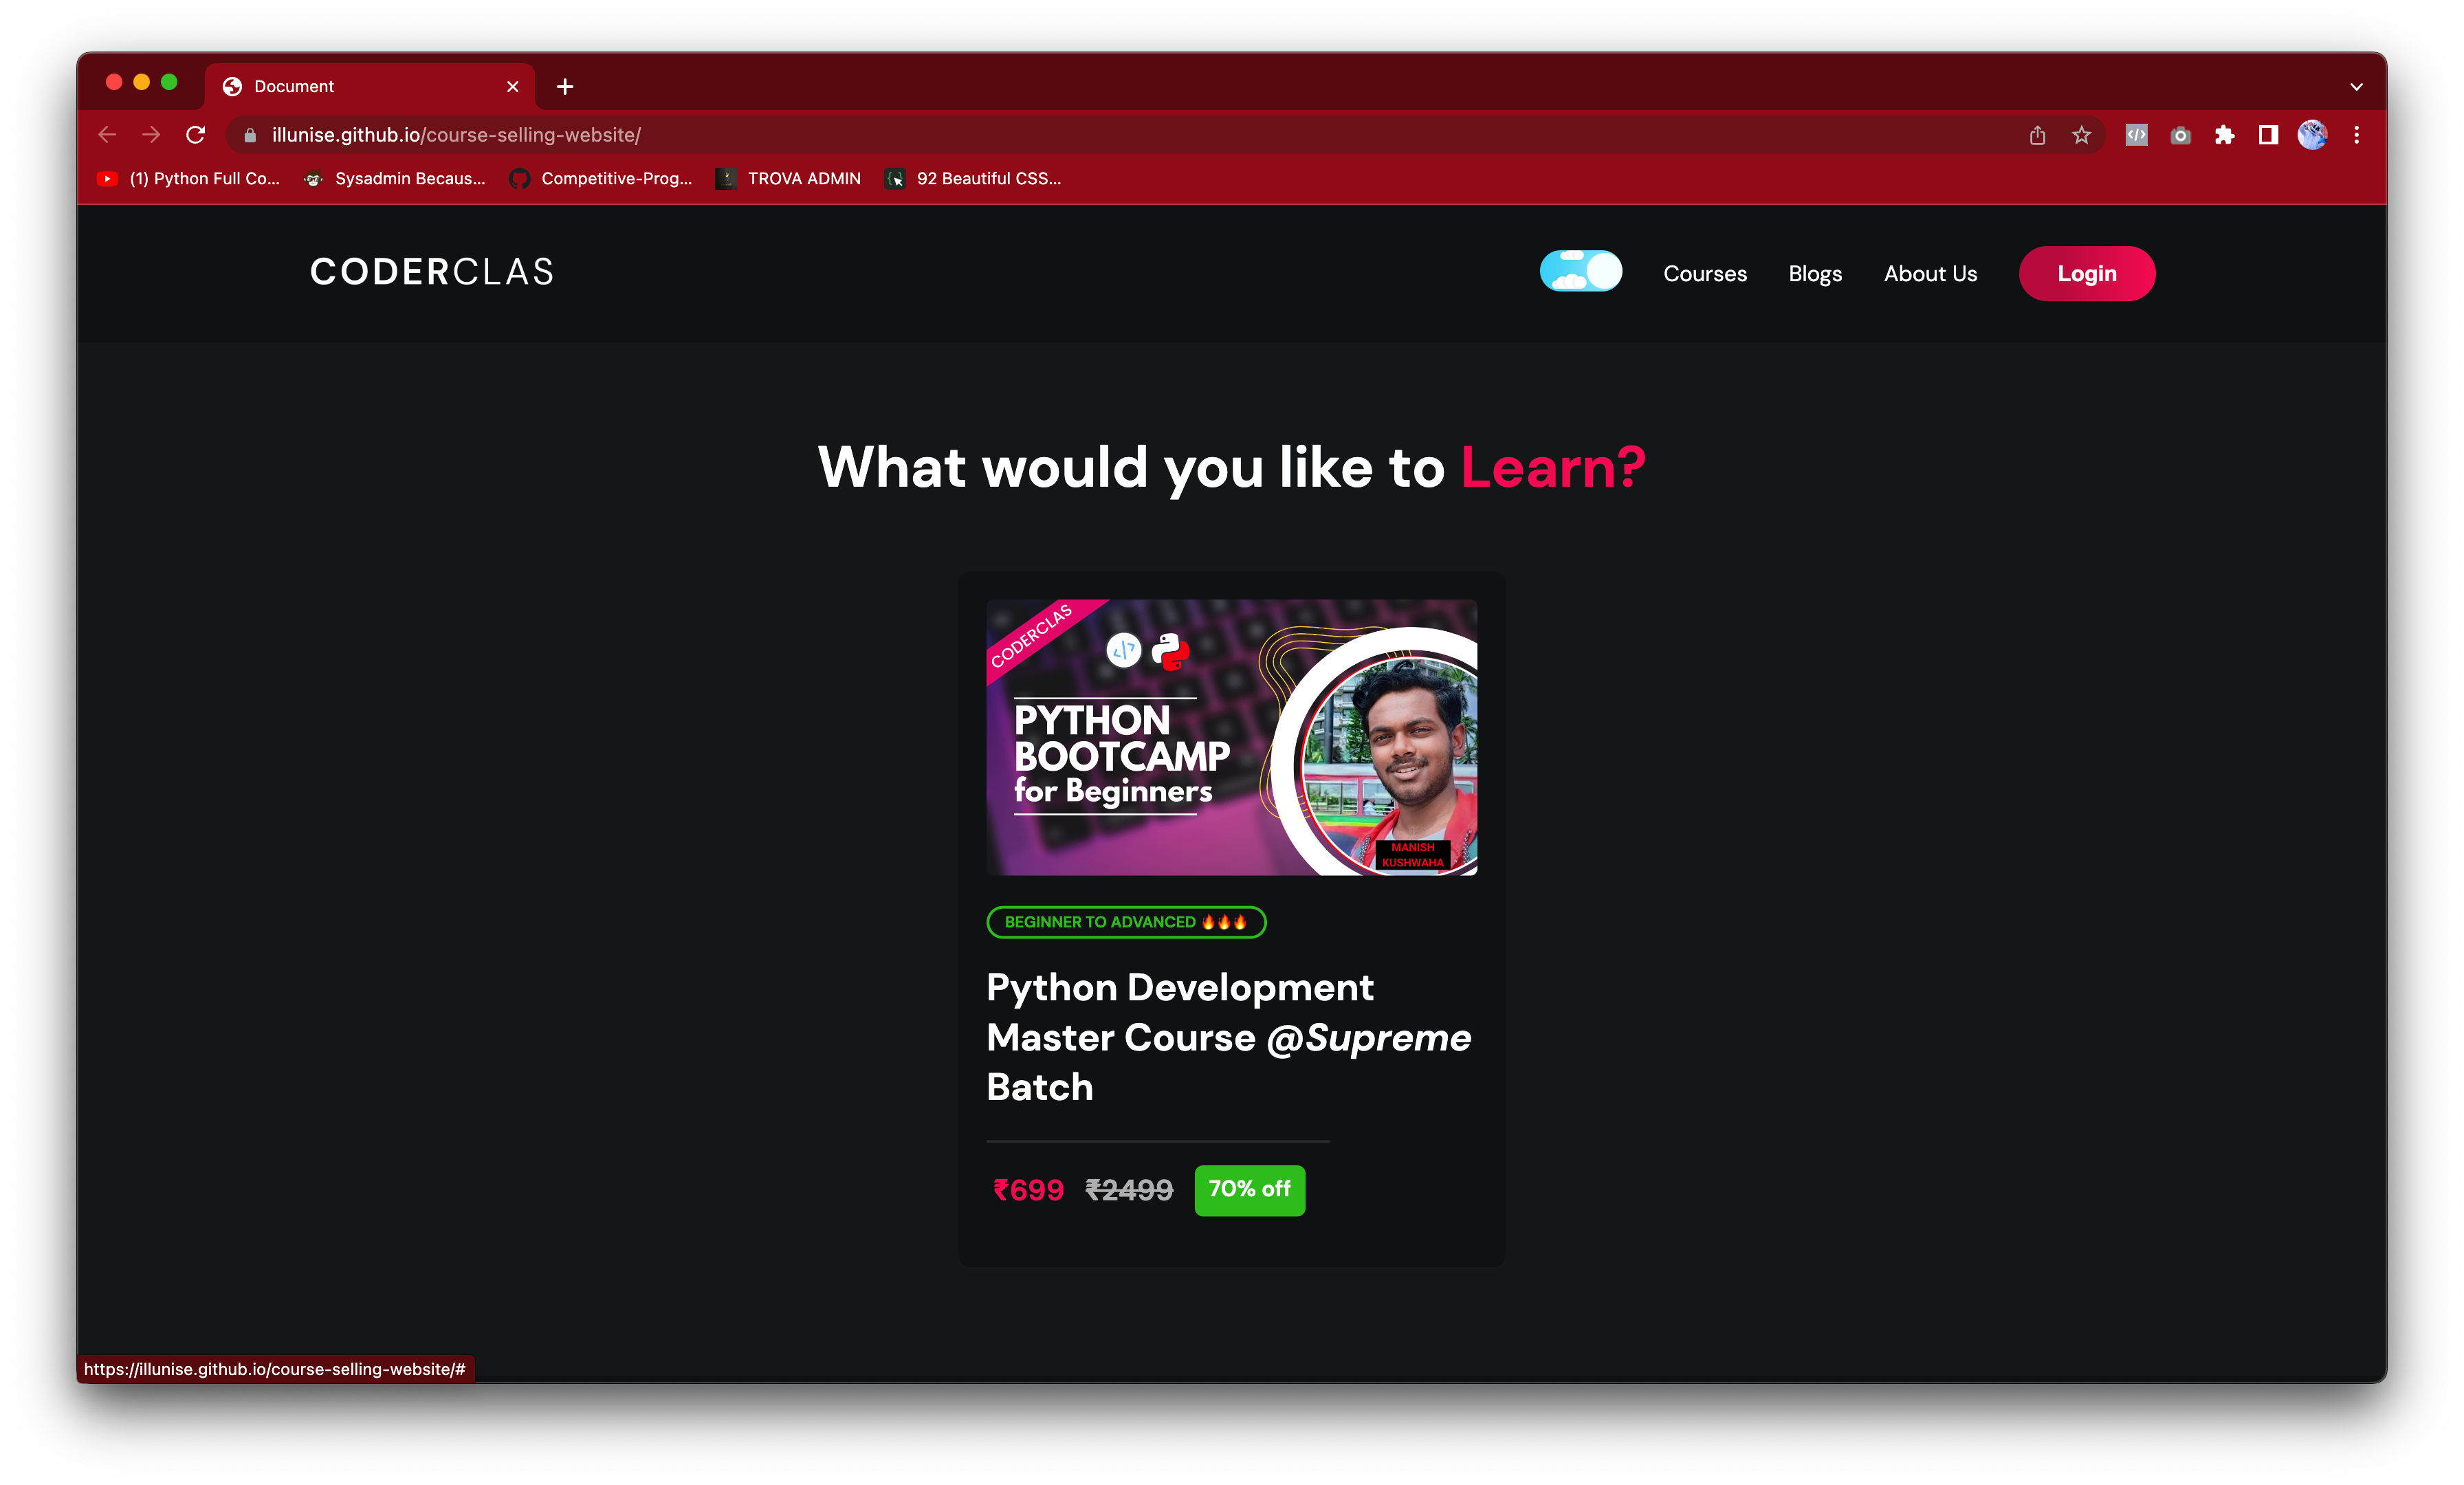 Document
illunise.github.io/course-selling-website/
(1) Python Full Co...
Sysadmin Becaus...
Competitive-Prog...
TROVA ADMIN
92 Beautiful CSS...
CODERCLAS
Courses
Blogs
About Us
Login
What would you like to Learn?
CODERCLAS
PYTHON
BOOTCAMP
for Beginners
MANISH
KUSHWAHA
BEGINNER TO ADVANCED 🔥🔥🔥
Python Development
Master Course @Supreme
Batch
₹699 ₹2499 70% off
https://illunise.github.io/course-selling-website/#